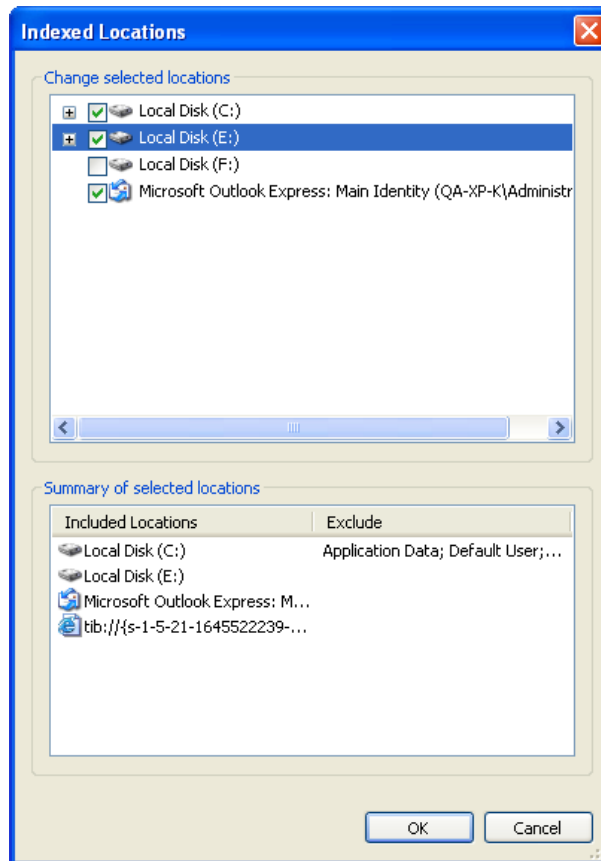 Indexed Locations
Change selected locations
Local Disk (C:)
Local Disk (E:)
Local Disk (F:)
Microsoft Outlook Express: Main Identity (QA-XP-K\Administr
Summary of selected locations
Included Locations Exclude
Local Disk (C:) Application Data; Default User;...
Local Disk (E:)
Microsoft Outlook Express: M...
tib://{s-1-5-21-1645522239-...
OK Cancel